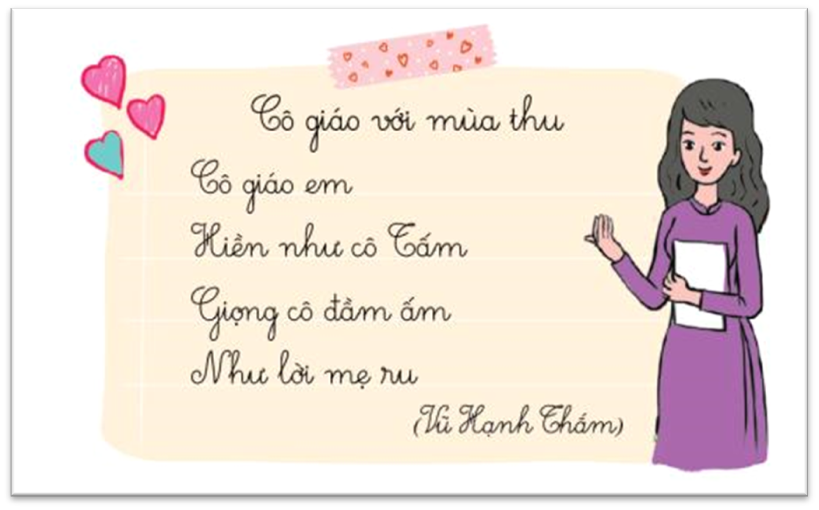 Cô giáo với mùa thu
Cô giáo em
Hiền như cô Tấm
Giọng cô đầm ấm
Như lời mẹ ru
(Vũ Hạnh Thắm)